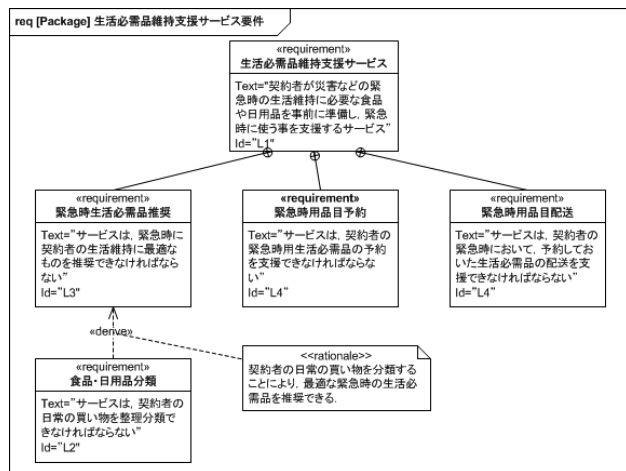 req [Package] 生活必需品維持支援サービス要件
«requirement»
生活必需品維持支援サービス
Text="契約者が災害などの緊
急時の生活維持に必要な食品
や日用品を事前に準備し，緊急
時に使う事を支援するサービス”
Id="L1"
«requirement»
緊急時生活必需品推奨
Text=”サービスは，緊急時に
契約者の生活維持に最適な
ものを推奨できなければなら
ない”
Id="L3"
«requirement»
緊急時用品目予約
Text=”サービスは，契約者の
緊急時用生活必需品の予約
を支援できなければならな
い”
Id=”L4”
«requirement»
緊急時用品目配送
Text=”サービスは，契約者の
緊急時において，予約してお
いた生活必需品の配送を支
援できなければならない”
Id=”L4”
«derive»
<<rationale>>
契約者の日常の買い物を分類する
ことにより，最適な緊急時の生活必
需品を推奨できる．
«requirement»
食品・日用品分類
Text=”サービスは，契約者の
日常の買い物を整理分類で
きなければならない”
Id=”L2"